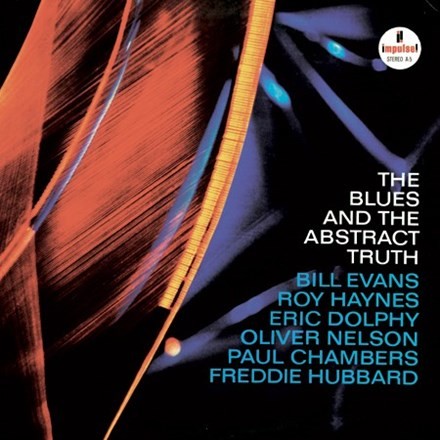 impulse!
STEREO A 5
THE
BLUES
AND THE
ABSTRACT
TRUTH
BILL EVANS
ROY HAYNES
ERIC DOLPHY
OLIVER NELSON
PAUL CHAMBERS
FREDDIE HUBBARD